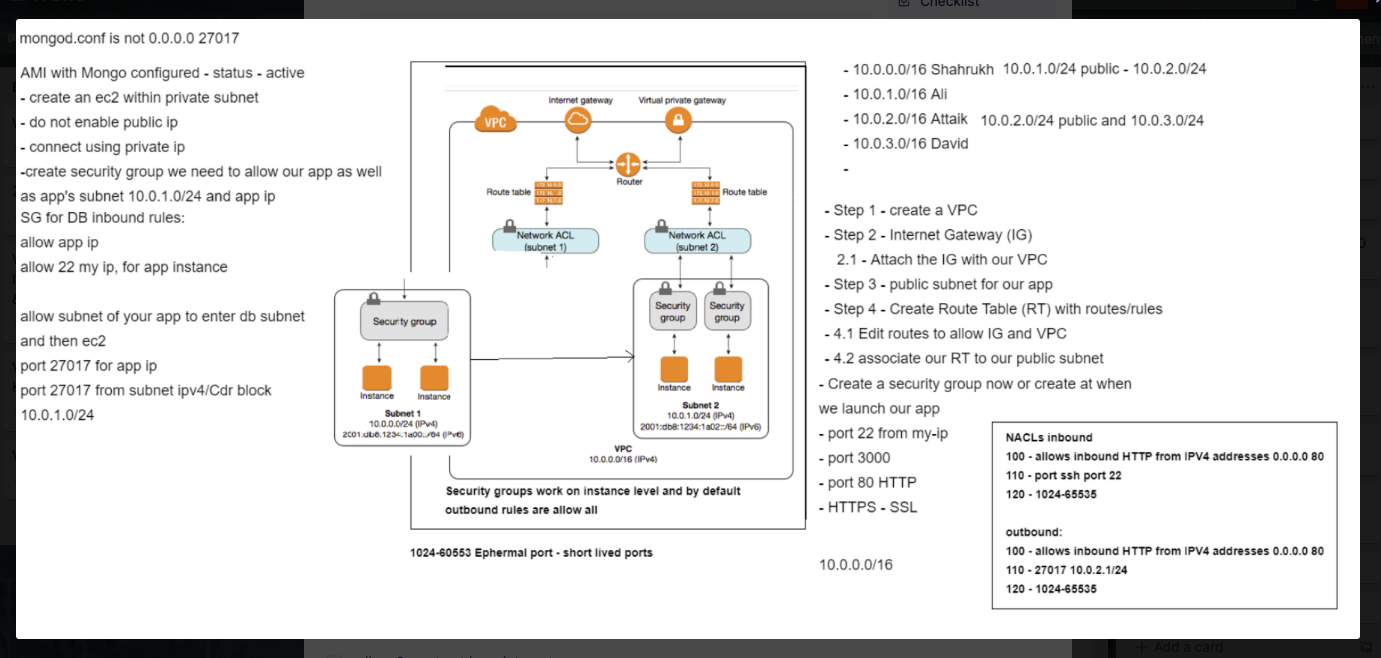 Checklist
mongod.conf is not 0.0.0.0 27017
AMI with Mongo configured - status - active
- create an ec2 within private subnet
- do not enable public ip
- connect using private ip
-create security group we need to allow our app as well
as app's subnet 10.0.1.0/24 and app ip
SG for DB inbound rules:
allow app ip
allow 22 my ip, for app instance
allow subnet of your app to enter db subnet
and then ec2
port 27017 for app ip
port 27017 from subnet ipv4/Cdr block
10.0.1.0/24
Internet gateway
Virtual private gateway
VPC
Router
Route table
Route table
Network ACL
(subnet 1)
Network ACL
(subnet 2)
Security group
Instance
Instance
Subnet 1
10.0.0.0/24 (IPv4)
2001:db8:1234:1a00::/64 (IPv6)
Security
group
Security
group
Instance
Instance
Subnet 2
10.0.1.0/24 (IPv4)
2001:db8:1234:1a02::/64 (IPv6)
VPC
10.0.0.0/16 (IPv4)
Security groups work on instance level and by default
outbound rules are allow all
1024-60553 Ephermal port - short lived ports
- 10.0.0.0/16 Shahrukh 10.0.1.0/24 public - 10.0.2.0/24
- 10.0.1.0/16 Ali
- 10.0.2.0/16 Attaik 10.0.2.0/24 public and 10.0.3.0/24
- 10.0.3.0/16 David
-
- Step 1 - create a VPC
- Step 2 - Internet Gateway (IG)
2.1 - Attach the IG with our VPC
- Step 3 - public subnet for our app
- Step 4 - Create Route Table (RT) with routes/rules
- 4.1 Edit routes to allow IG and VPC
- 4.2 associate our RT to our public subnet
- Create a security group now or create at when
we launch our app
- port 22 from my-ip
- port 3000
- port 80 HTTP
- HTTPS - SSL
10.0.0.0/16
NACLs inbound
100 - allows inbound HTTP from IPV4 addresses 0.0.0.0 80
110 - port ssh port 22
120 - 1024-65535
outbound:
100 - allows inbound HTTP from IPV4 addresses 0.0.0.0 80
110 - 27017 10.0.2.1/24
120 - 1024-65535
+ Add a card